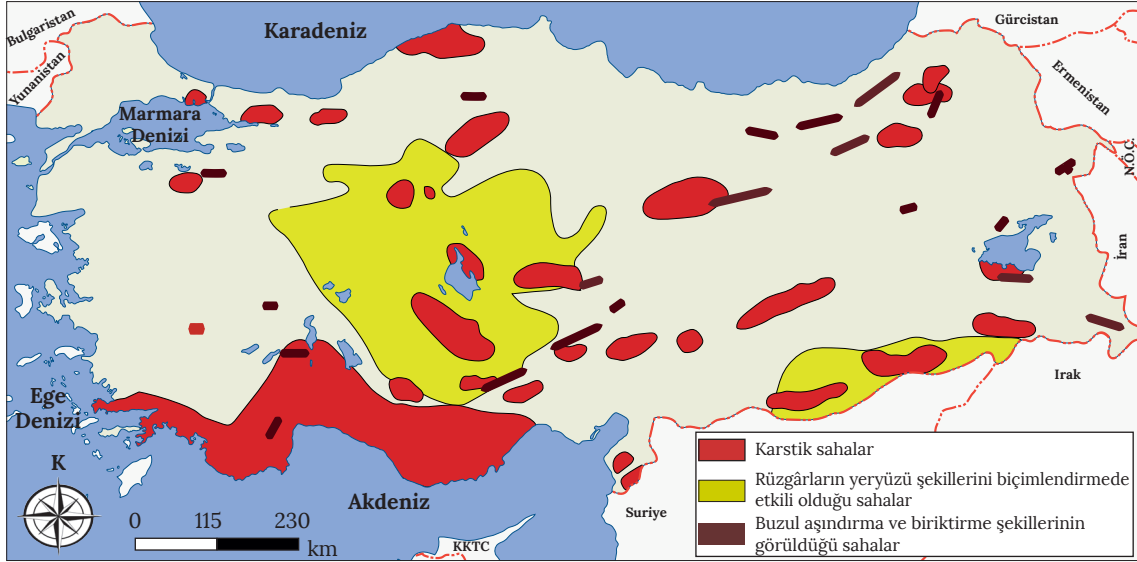 Bulgaristan
Yunanistan
Karadeniz
Gürcistan
Ermenistan
N.Ö.C.
İran
Marmara
Denizi
Ege
Denizi
Akdeniz
Irak
Suriye
KKTC
K
0 115 230
km
Karstik sahalar
Rüzgârların yeryüzü şekillerini biçimlendirmede
etkili olduğu sahalar
Buzul aşındırma ve biriktirme şekillerinin
görüldüğü sahalar